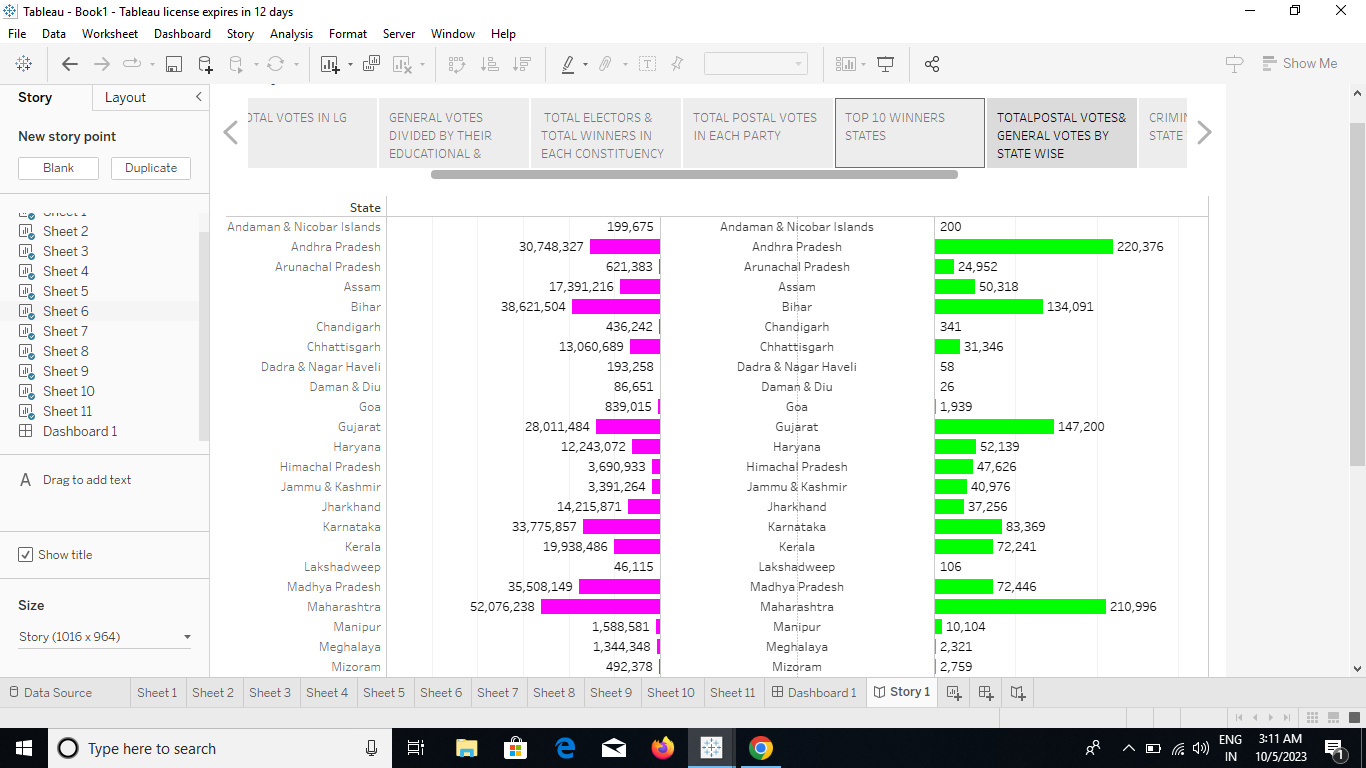 Tableau - Book1 - Tableau license expires in 12 days
File Data Worksheet Dashboard Story Analysis Format Server Window Help
Show Me
Story Layout
New story point
Blank Duplicate
Sheet 1
Sheet 2
Sheet 3
Sheet 4
Sheet 5
Sheet 6
Sheet 7
Sheet 8
Sheet 9
Sheet 10
Sheet 11
Dashboard 1
A Drag to add text
Show title
Size
Story (1016 x 964)
OTAL VOTES IN LG
GENERAL VOTES
DIVIDED BY THEIR
EDUCATIONAL &
TOTAL ELECTORS &
TOTAL WINNERS IN
EACH CONSTITUENCY
TOTAL POSTAL VOTES
IN EACH PARTY
TOP 10 WINNERS
STATES
TOTALPOSTAL VOTES&
GENERAL VOTES BY
STATE WISE
CRIMIN
STATE
State
Andaman & Nicobar Islands 199,675 Andaman & Nicobar Islands 200
Andhra Pradesh 30,748,327 Andhra Pradesh 220,376
Arunachal Pradesh 621,383 Arunachal Pradesh 24,952
Assam 17,391,216 Assam 50,318
Bihar 38,621,504 Bihar 134,091
Chandigarh 436,242 Chandigarh 341
Chhattisgarh 13,060,689 Chhattisgarh 31,346
Dadra & Nagar Haveli 193,258 Dadra & Nagar Haveli 58
Daman & Diu 86,651 Daman & Diu 26
Goa 839,015 Goa 1,939
Gujarat 28,011,484 Gujarat 147,200
Haryana 12,243,072 Haryana 52,139
Himachal Pradesh 3,690,933 Himachal Pradesh 47,626
Jammu & Kashmir 3,391,264 Jammu & Kashmir 40,976
Jharkhand 14,215,871 Jharkhand 37,256
Karnataka 33,775,857 Karnataka 83,369
Kerala 19,938,486 Kerala 72,241
Lakshadweep 46,115 Lakshadweep 106
Madhya Pradesh 35,508,149 Madhya Pradesh 72,446
Maharashtra 52,076,238 Maharashtra 210,996
Manipur 1,588,581 Manipur 10,104
Meghalaya 1,344,348 Meghalaya 2,321
Mizoram 492,378 Mizoram 2,759
Data Source Sheet 1 Sheet 2 Sheet 3 Sheet 4 Sheet 5 Sheet 6 Sheet 7 Sheet 8 Sheet 9 Sheet 10 Sheet 11 Dashboard 1 Story 1
Type here to search
ENG
IN
3:11 AM
10/5/2023
1